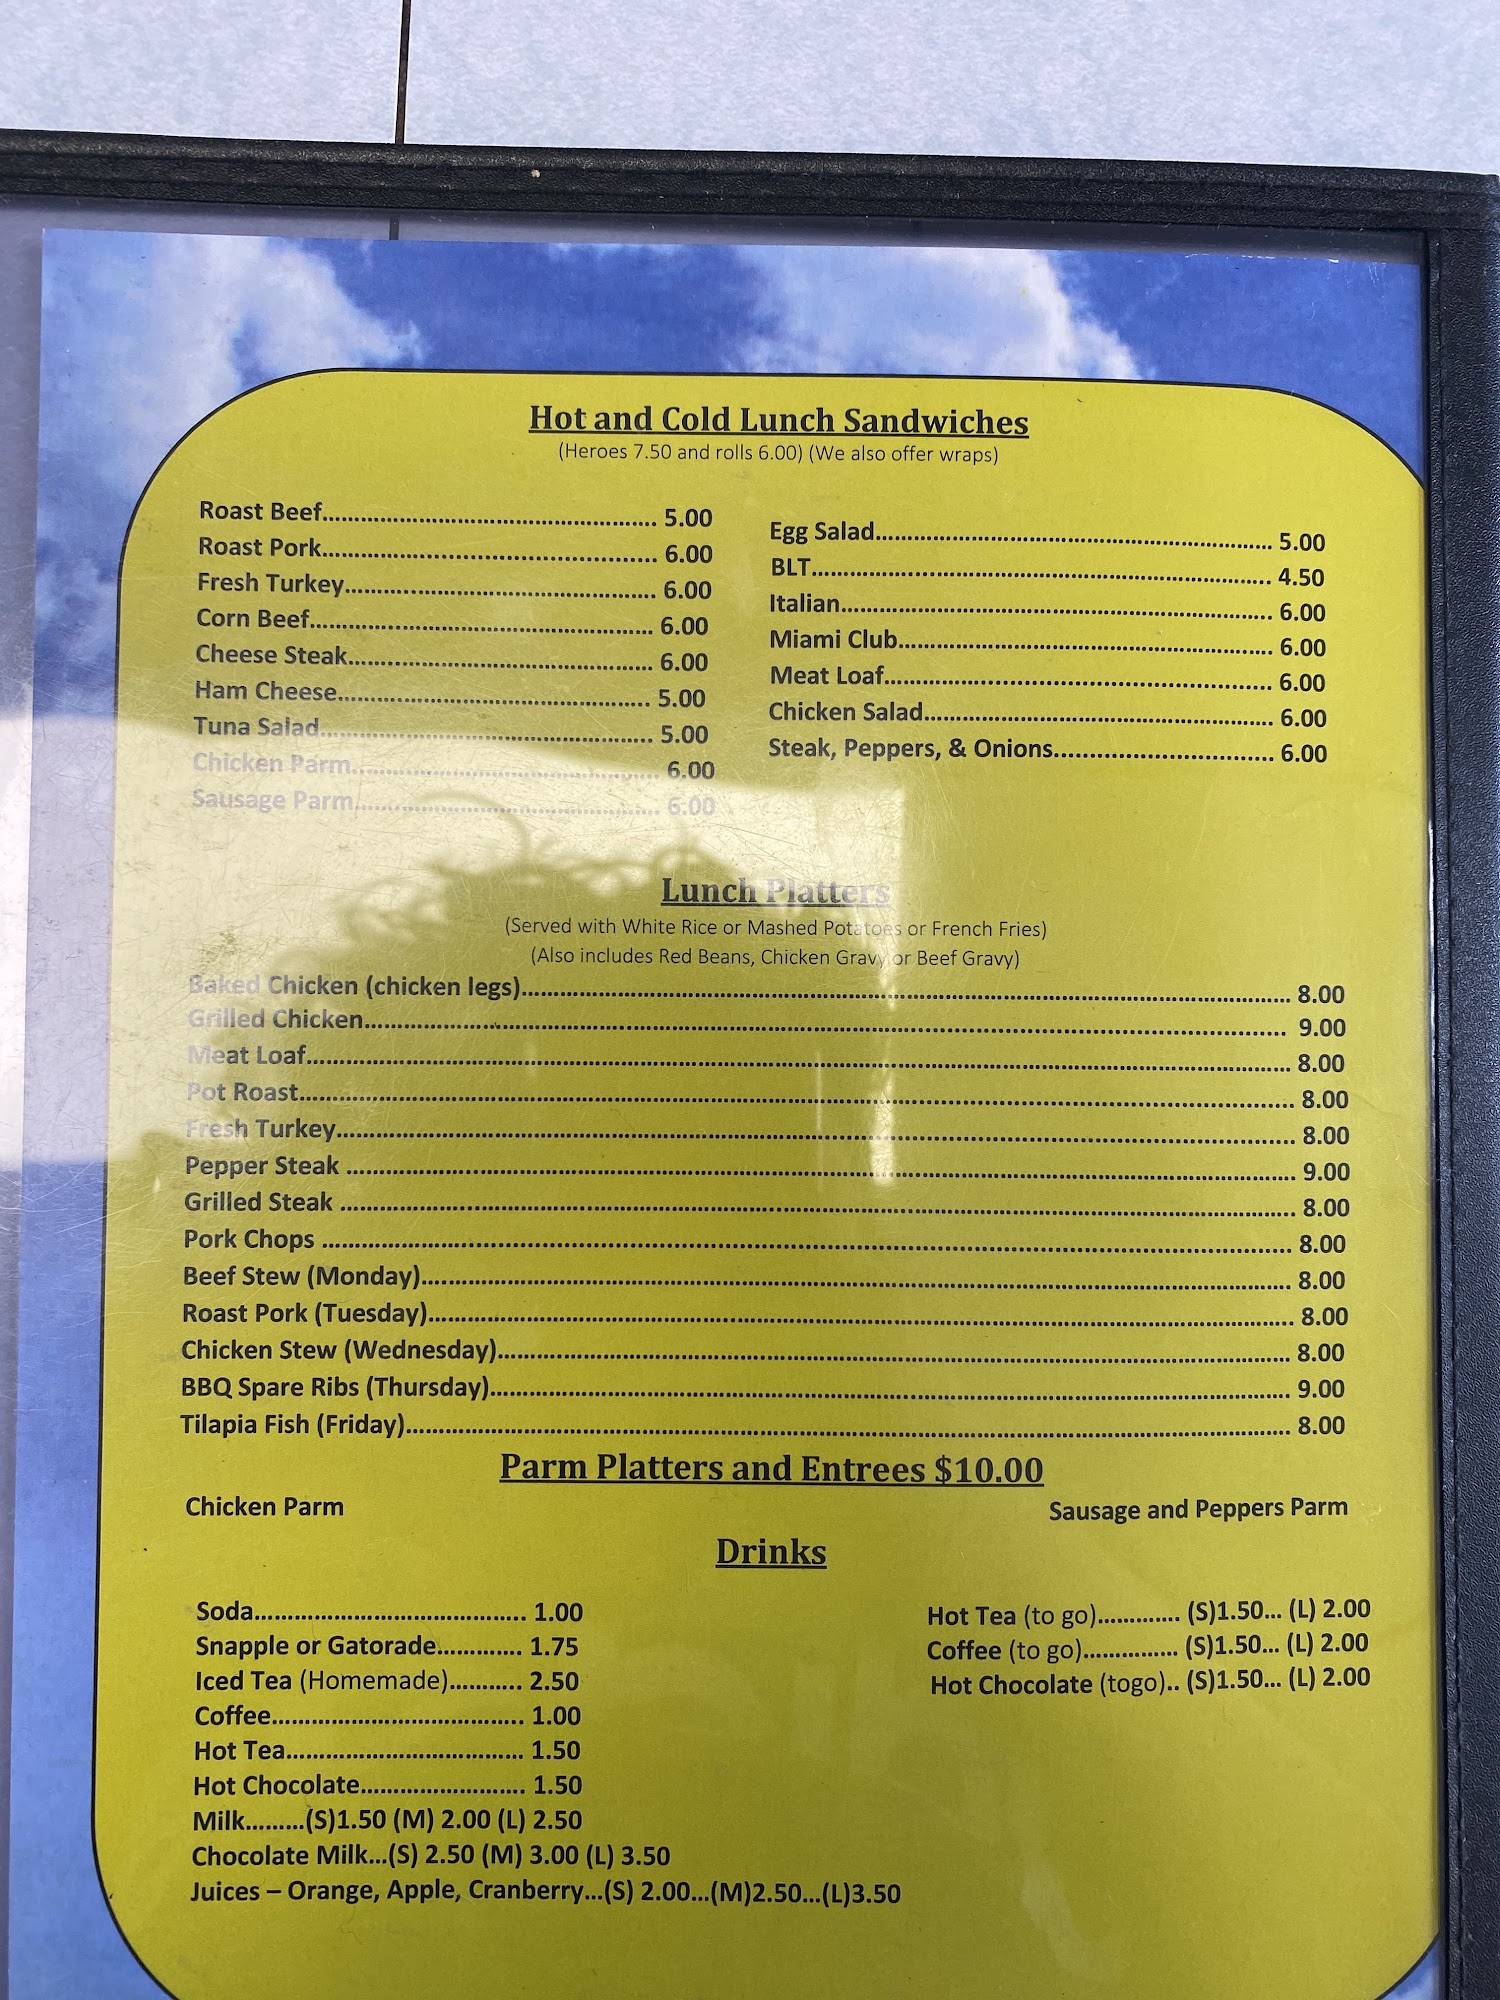 Hot and Cold Lunch Sandwiches
(Heroes 7.50 and rolls 6.00) (We also offer wraps)
Roast Beef........ 5.00
Roast Pork........ 6.00
Fresh Turkey........ 6.00
Corn Beef........ 6.00
Cheese Steak........ 6.00
Ham Cheese........ 5.00
Tuna Salad........ 5.00
Chicken Parm........ 6.00
Sausage Parm........ 6.00
Egg Salad........ 5.00
BLT........ 4.50
Italian........ 6.00
Miami Club........ 6.00
Meat Loaf........ 6.00
Chicken Salad........ 6.00
Steak, Peppers, & Onions........ 6.00
Lunch Platters
(Served with White Rice or Mashed Potatoes or French Fries)
(Also includes Red Beans, Chicken Gravy or Beef Gravy)
Baked Chicken (chicken legs)........ 8.00
Grilled Chicken........ 9.00
Meat Loaf........ 8.00
Pot Roast........ 8.00
Fresh Turkey........ 8.00
Pepper Steak ........ 9.00
Grilled Steak ........ 8.00
Pork Chops ........ 8.00
Beef Stew (Monday)........ 8.00
Roast Pork (Tuesday)........ 8.00
Chicken Stew (Wednesday)........ 8.00
BBQ Spare Ribs (Thursday)........ 9.00
Tilapia Fish (Friday)........ 8.00
Parm Platters and Entrees $10.00
Chicken Parm
Sausage and Peppers Parm
Drinks
Soda........ 1.00
Snapple or Gatorade........ 1.75
Iced Tea (Homemade)........ 2.50
Coffee........ 1.00
Hot Tea........ 1.50
Hot Chocolate........ 1.50
Milk.........(S)1.50 (M) 2.00 (L) 2.50
Chocolate Milk...(S) 2.50 (M) 3.00 (L) 3.50
Juices – Orange, Apple, Cranberry...(S) 2.00...(M)2.50...(L)3.50
Hot Tea (to go)............. (S)1.50... (L) 2.00
Coffee (to go)............... (S)1.50... (L) 2.00
Hot Chocolate (togo).. (S)1.50... (L) 2.00